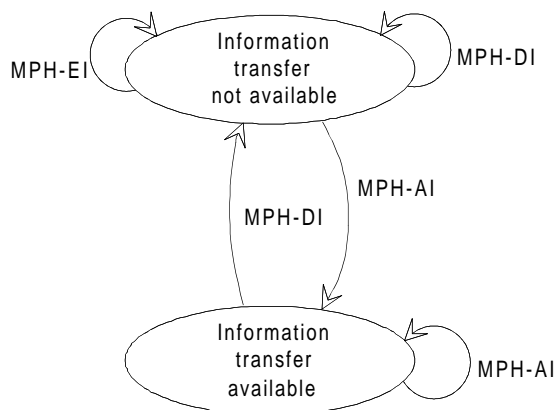 Information
transfer
not available
MPH-EI
MPH-DI
MPH-AI
MPH-DI
Information
transfer
available
MPH-AI